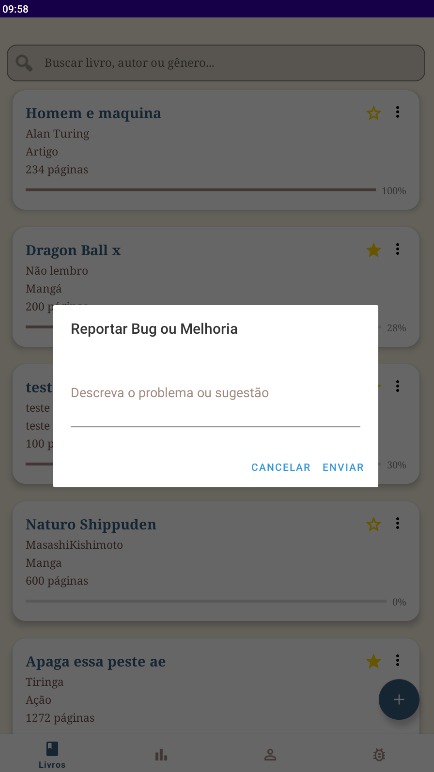 09:58
Buscar livro, autor ou gênero...
Homem e maquina
Alan Turing
Artigo
234 páginas
100%
Dragon Ball x
Não lembro
Mangá
200 páginas
28%
Reportar Bug ou Melhoria
Descreva o problema ou sugestão
CANCELAR ENVIAR
test
teste
teste
100 p
30%
Naturo Shippuden
MasashiKishimoto
Manga
600 páginas
0%
Apaga essa peste ae
Tiringa
Ação
1272 páginas
+
Livros